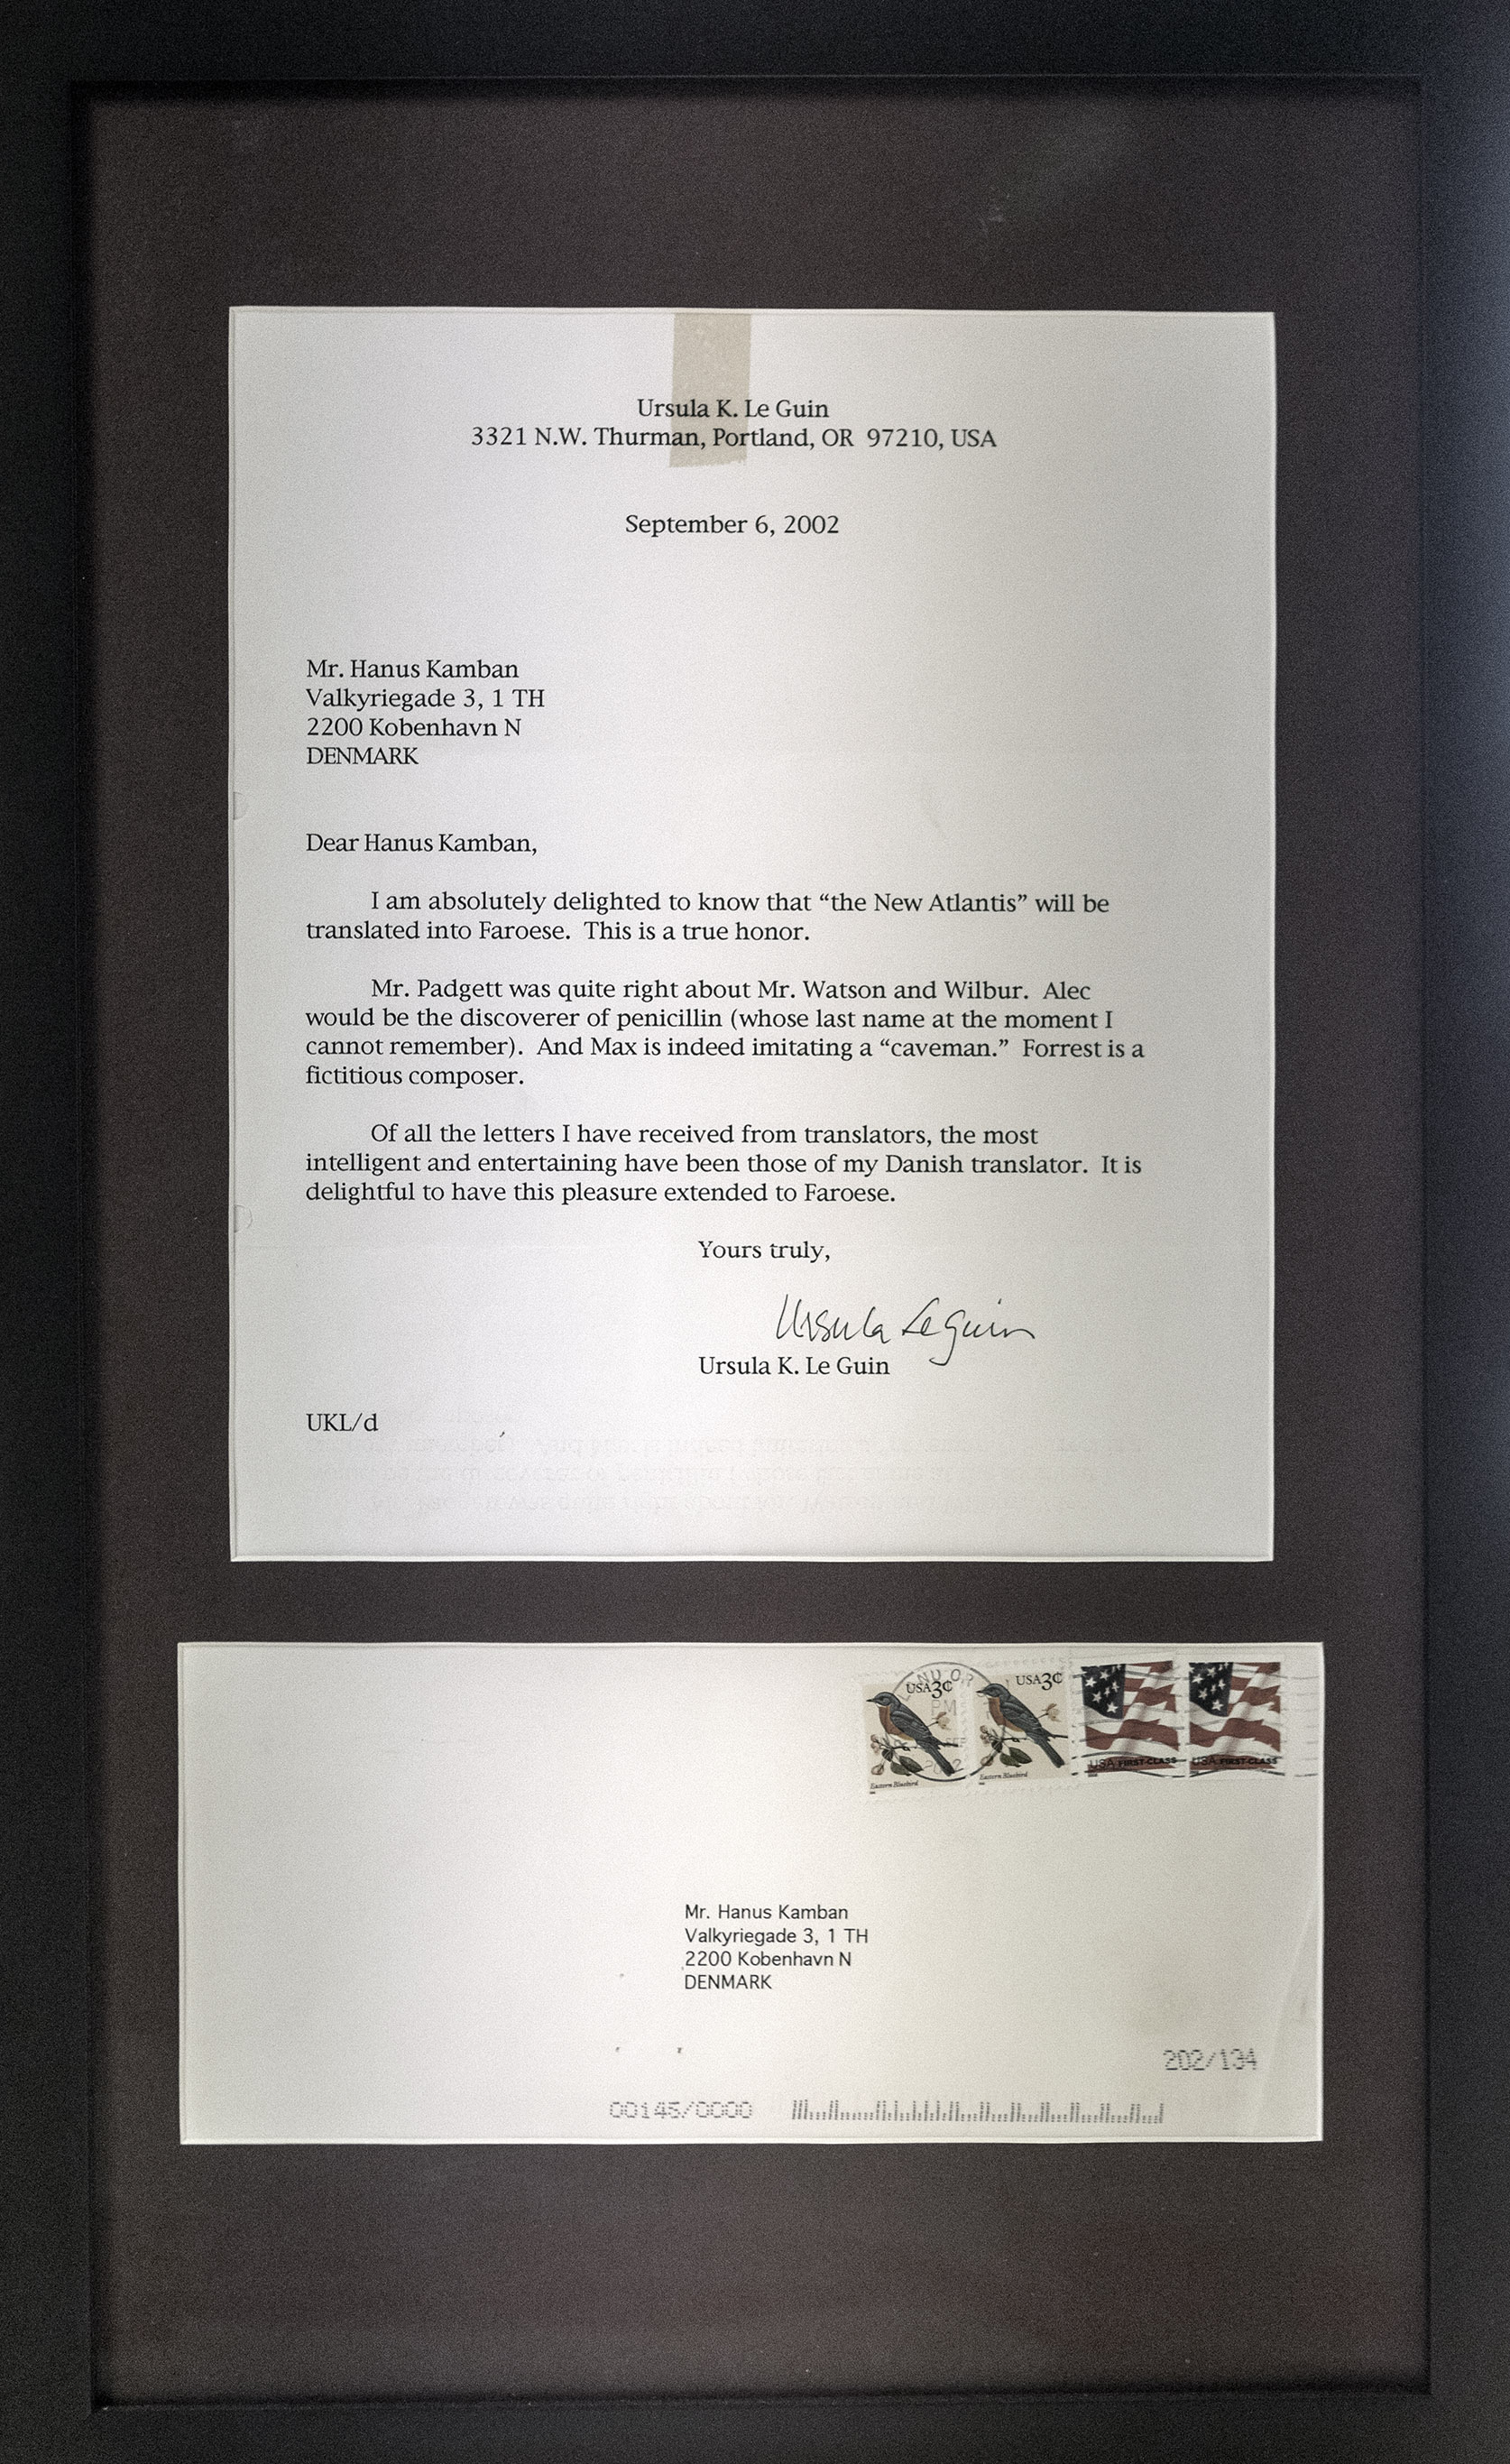 Ursula K. Le Guin
3321 N.W. Thurman, Portland, OR 97210, USA
September 6, 2002
Mr. Hanus Kamban
Valkyriegade 3, 1 TH
2200 Kobenhavn N
DENMARK
Dear Hanus Kamban,
I am absolutely delighted to know that “the New Atlantis” will be
translated into Faroese. This is a true honor.
Mr. Padgett was quite right about Mr. Watson and Wilbur. Alec
would be the discoverer of penicillin (whose last name at the moment I
cannot remember). And Max is indeed imitating a “caveman.” Forrest is a
fictitious composer.
Of all the letters I have received from translators, the most
intelligent and entertaining have been those of my Danish translator. It is
delightful to have this pleasure extended to Faroese.
Yours truly,
Ursula Le Guin
Ursula K. Le Guin
UKL/d
USA 3¢
Eastern Bluebird
USA 3¢
Eastern Bluebird
USA FIRST-CLASS
USA FIRST-CLASS
PM
Mr. Hanus Kamban
Valkyriegade 3, 1 TH
2200 Kobenhavn N
DENMARK
202/134
00145/0000